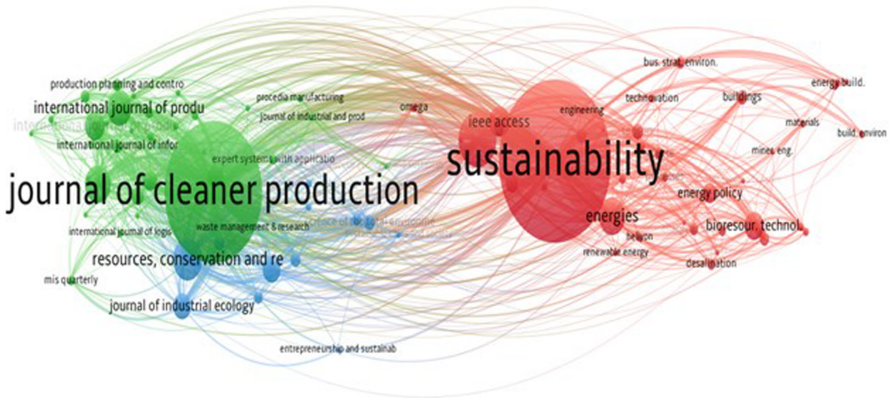 bus. strat. environ.
production planning and contro
energy build.
procedia manufacturing
technovation
buildings
international journal of produ
omega
engineering
journal of industrial and prod
ieee access
materials
build. environ
international journal of infor
mines eng.
expert systems with applicatio
sustainability
journal of cleaner production
energy policy
energies
waste management & research
bioresour. technol.
international journal of logis
heliyon
resources, conservation and re
renewable energy
desalination
mis quarterly
journal of industrial ecology
entrepreneurship and sustainab